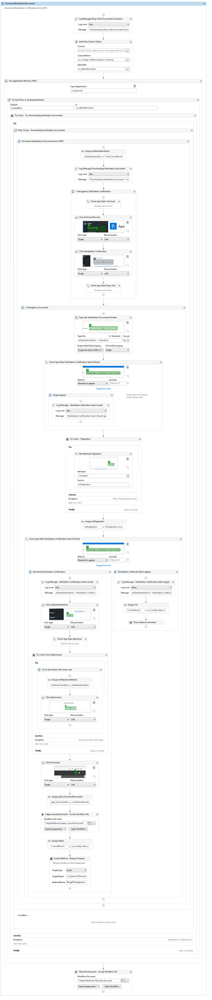 DownloadSterilizationDocument
Download Sterilization Certification from APEX
Log Message Shop Order Document Downlaod
Log Level Info
Message "Downloading Shop order Document from
Add Data Column Status
Column
A DataColumn object that is to be appended to th ...
ColumnName
in_Config("colName_Status").ToString ...
DataTable
in_dtSterilDocNum ...
Use Application/Browser APEX
Input Application
in_Apexwnd
For Each Row in dt_ShopOrderNum
ForEach In
CurrentRow in_dtSterilDocNum
Try Catch - Try downloading sterilization documents
Try
Retry Scope - Downloading sterilization documents
Download Sterilizatrion Document from APEX
Assign strSterilizationNum
strSterilizationNum = Trim(CurrentRow(
Log Message Downloading Sterilization document
Log Level Info
Message "Downloading sterilization document: "+st
1. Navigate to Sterilization certification
Check App State 'Archived
Double click to View
Click Archived Records
Home
Archived Records
Ape
Click type Mouse button
Single Left
Click Sterilization Certification
Shop Order
Sterilization Certification
Document Change Request (DCR)
Click type Mouse button
Single Left
Check App State Shop Orde
Double click to View
2. Navigate to document
Type Into Sterilization Document Number
Type this Standard Secure
strSterilizationNum + "[k(enter)]"
Empty field before typing Click before typing
Single line [End, Shift+H Single
Check App State Sterilization Certification Search Result
Sterilization Certification Search Result
Wait for seconds
Element to appear Default: 5s
Toggle branches
Target appears
Target does not appear
Drop Activity here
Log Message - Steriliation ertification search result
Log Level Info
Message "Sterilization Certification Search Result app
Try Catch - Pagination
Try
Get Attribute Pagination
Attribute
"innertext"
Save to
strPagination
Catches
Exception Throw No Sterilization Doc...
Add new catch
Finally Add an activity
Assign intPagination
intPagination = strPagination.Cou
Check App State Sterilization Certification Search Result
Sterilization Certification Search Result
Wait for seconds
Element to appear Default: 5s
Toggle branches
Download Sterilization Certification
Sterilization certificate didn't appear
Log Message - Sterilization Certification search result
Log Level Info
Message strSterilizationNum+" Sterilization Certifica
Log Message - Sterilization Certification didn't appea
Log Level Warn
Message strSterilizationNum+" Sterilization Certifica
Click strSterilizationNum
Click type Mouse button
Single Left
Assign Fail
CurrentRow(1) = in_Config("status_
Throw failed to downlad
Check App State Attachme
Double click to View
Try Catch Click Atatchment
Try
Try to download with Lower case
Assign strAttachmentName
strAttachmentNam = strSterilizationNum
Click Attachment
Click type Mouse button
Single Left
Catches
Exception Try to download with Uppe...
Add new catch
Finally Add an activity
Click Download
Click type Mouse button
Single Left
Assign path_DownloadDocument
path_DownloadDo = in_PathOrderFolde
helper_SaveAsWnd.xaml - Invoke Workflow File
Workflow file name
"HelperMethods\helper_SaveAsWnd.xaml" ...
Import Arguments 2 Open Workflow
Assign Status
CurrentRow(1) = in_Config("status_
Invoke Method - Bring to foregrou
Bring ie window to the foreground
TargetType (null)
TargetObject in_Apexwnd.Element
MethodName BringToForeground
Condition
Drop condition activity here
Catches
Exception Sterilization Certification E...
Add new catch
Finally Add an activity
FilloutTracker.xaml - Invoke Workflow File
Workflow file name
"HelperMethods\FilloutTracker.xaml" ...
Import Arguments 3 Open Workflow